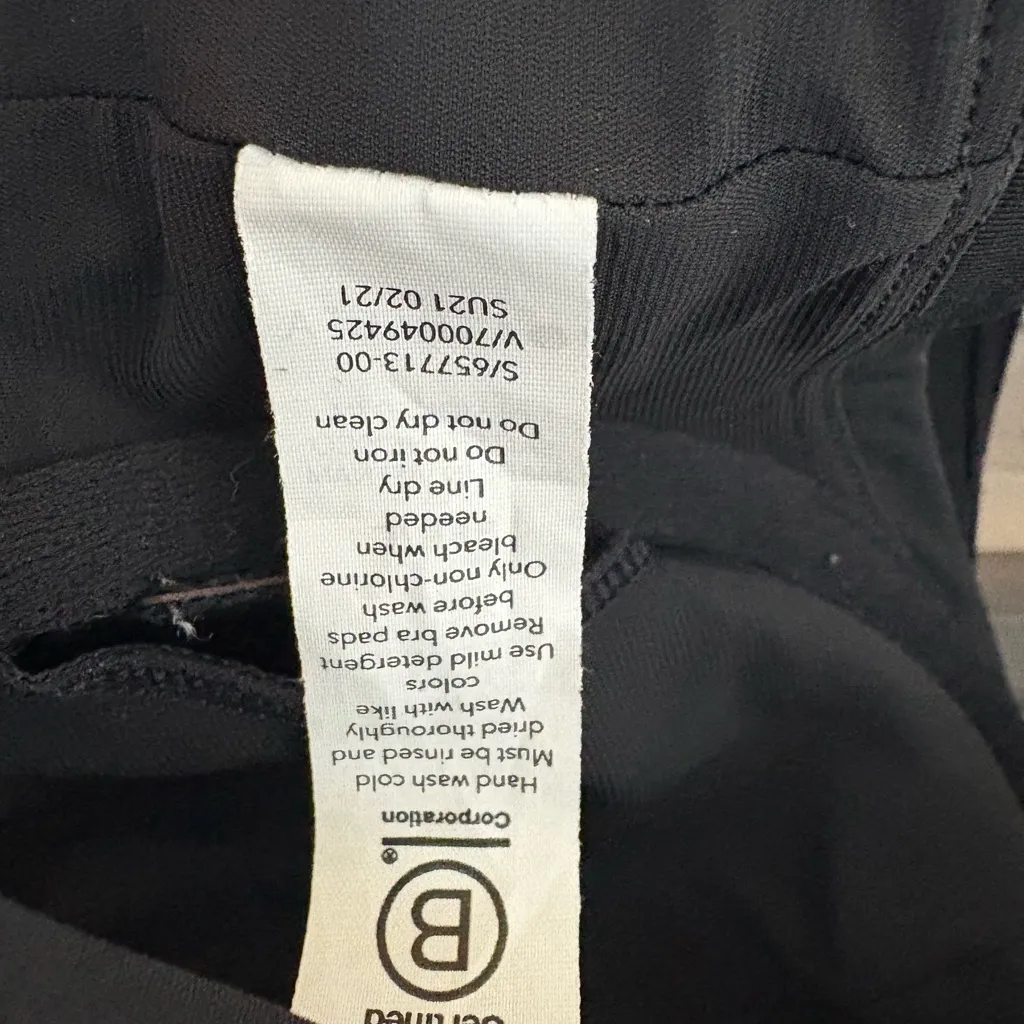 Certified
B
®
Corporation
Hand wash cold
Must be rinsed and
dried thoroughly
Wash with like
colors
Use mild detergent
Remove bra pads
before wash
Only non-chlorine
bleach when
needed
Line dry
Do not iron
Do not dry clean
S/657713-00
V/700049425
SU21 02/21